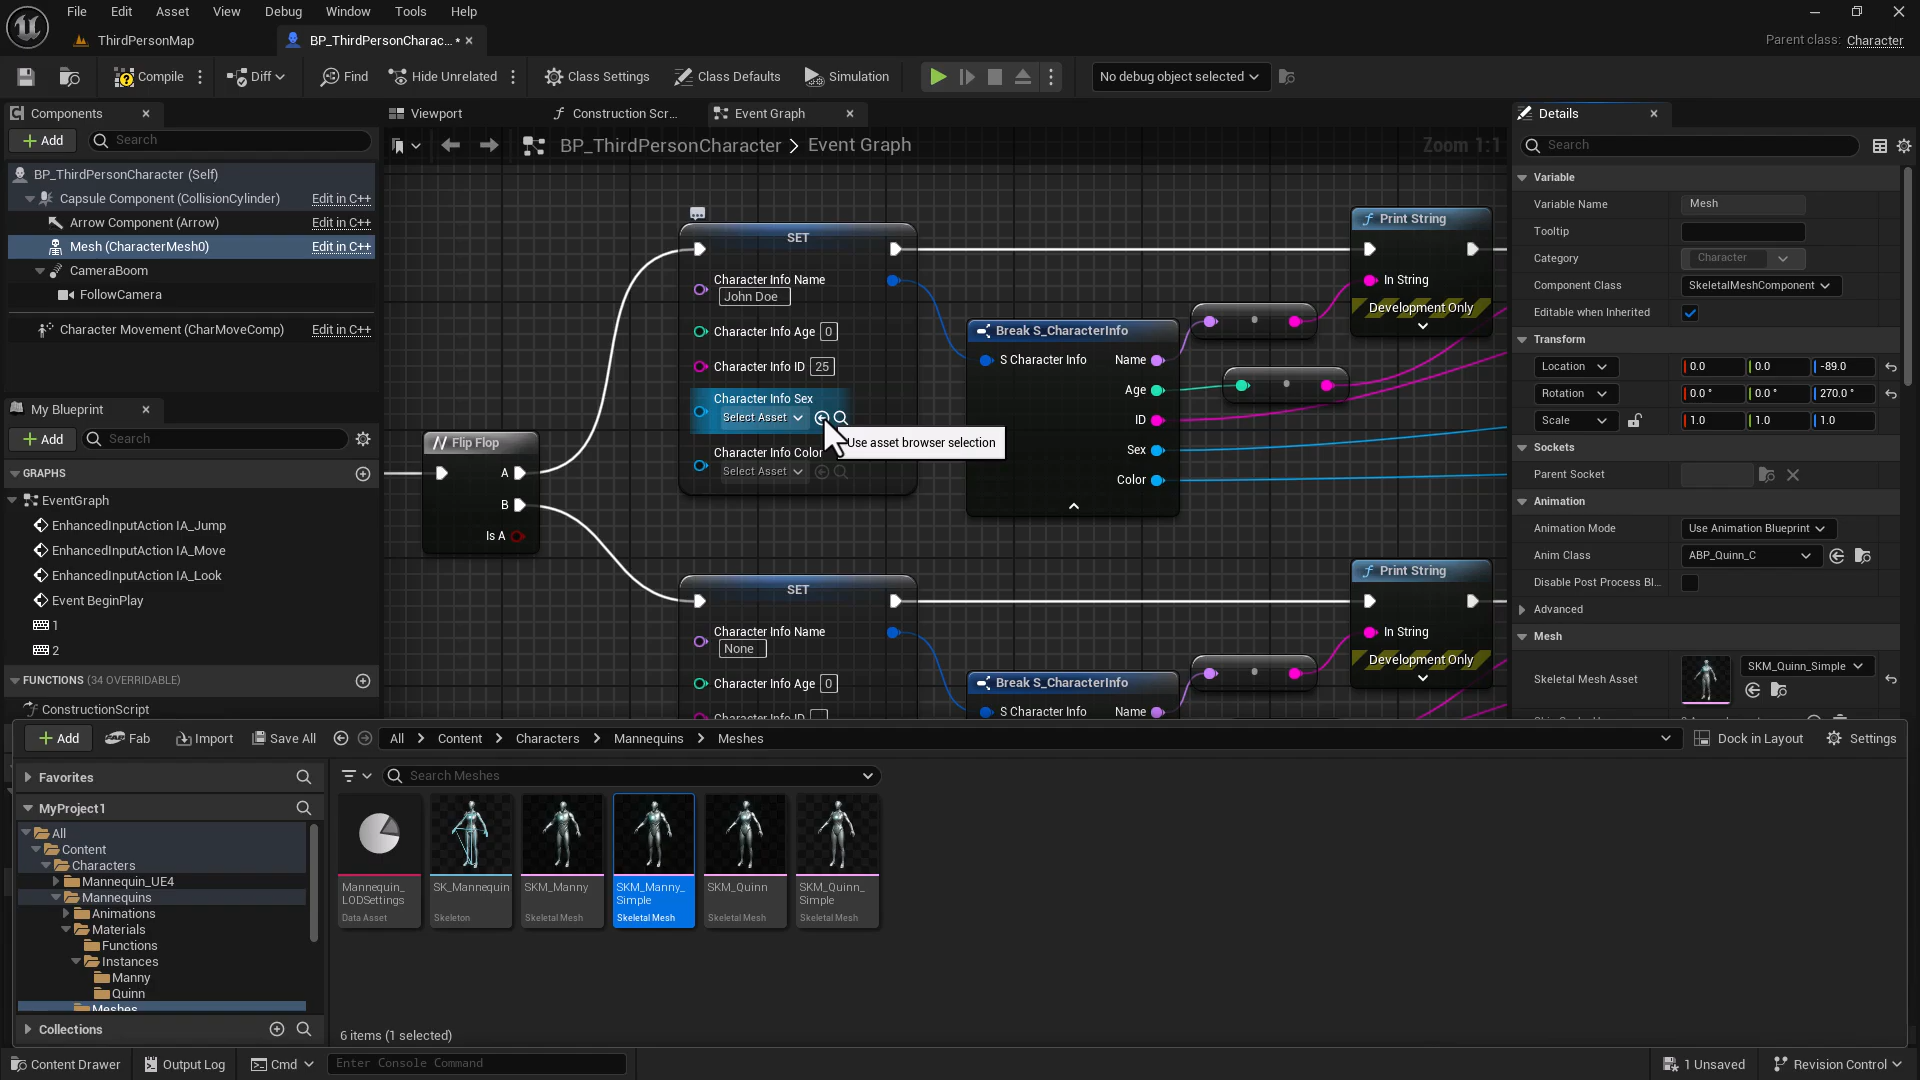 File Edit Asset View Debug Window Tools Help
ThirdPersonMap
BP_ThirdPersonCharac... *
Parent class: Character
Compile
Diff
Find
Hide Unrelated
Class Settings
Class Defaults
Simulation
No debug object selected
Components
Add
Search
BP_ThirdPersonCharacter (Self)
Capsule Component (CollisionCylinder) Edit in C++
Arrow Component (Arrow) Edit in C++
Mesh (CharacterMesh0) Edit in C++
CameraBoom
FollowCamera
Character Movement (CharMoveComp) Edit in C++
My Blueprint
Add
Search
GRAPHS
EventGraph
EnhancedInputAction IA_Jump
EnhancedInputAction IA_Move
EnhancedInputAction IA_Look
Event BeginPlay
1
2
FUNCTIONS (34 OVERRIDABLE)
ConstructionScript
Viewport
Construction Scr...
Event Graph
BP_ThirdPersonCharacter > Event Graph
Zoom 1:1
Flip Flop
A
B
Is A
SET
Character Info Name
John Doe
Character Info Age 0
Character Info ID 25
Character Info Sex
Select Asset
Use asset browser selection
Character Info Color
Select Asset
Break S_CharacterInfo
S Character Info Name
Age
ID
Sex
Color
Print String
In String
Development Only
SET
Character Info Name
None
Character Info Age 0
Character Info ID
Break S_CharacterInfo
S Character Info Name
Print String
In String
Development Only
Details
Search
Variable
Variable Name Mesh
Tooltip
Category Character
Component Class SkeletalMeshComponent
Editable when Inherited
Transform
Location 0.0 0.0 -89.0
Rotation 0.0 ° 0.0 ° 270.0 °
Scale 1.0 1.0 1.0
Sockets
Parent Socket
Animation
Animation Mode Use Animation Blueprint
Anim Class ABP_Quinn_C
Disable Post Process Bl...
Advanced
Mesh
Skeletal Mesh Asset SKM_Quinn_Simple
Add
Fab
Import
Save All
All > Content > Characters > Mannequins > Meshes
Dock in Layout
Settings
Favorites
MyProject1
All
Content
Characters
Mannequin_UE4
Mannequins
Animations
Materials
Functions
Instances
Manny
Quinn
Meshes
Collections
Search Meshes
Mannequin_
LODSettings
Data Asset
SK_Mannequin
Skeleton
SKM_Manny
Skeletal Mesh
SKM_Manny_
Simple
Skeletal Mesh
SKM_Quinn
Skeletal Mesh
SKM_Quinn_
Simple
Skeletal Mesh
6 items (1 selected)
Content Drawer
Output Log
Cmd
Enter Console Command
1 Unsaved
Revision Control